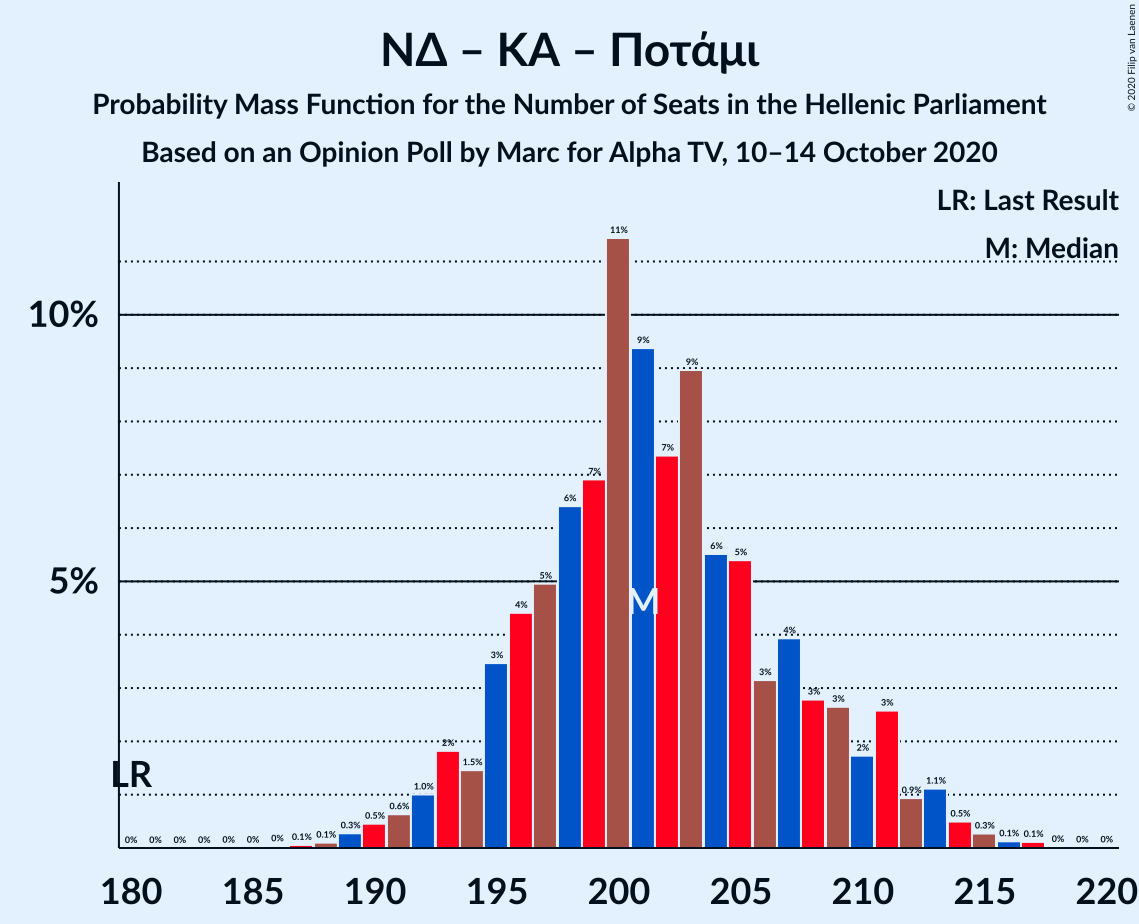 ΝΔ – ΚΑ – Ποτάμι
Probability Mass Function for the Number of Seats in the Hellenic Parliament
Based on an Opinion Poll by Marc for Alpha TV, 10–14 October 2020
© 2020 Filip van Laenen
LR: Last Result
M: Median
10%
5%
LR
M
0% 0% 0% 0% 0% 0% 0% 0.1% 0.1% 0.3% 0.5% 0.6% 1.0% 2% 1.5% 3% 4% 5% 6% 7% 11% 9% 7% 9% 6% 5% 3% 4% 3% 3% 2% 3% 0.9% 1.1% 0.5% 0.3% 0.1% 0.1% 0% 0% 0%
180 185 190 195 200 205 210 215 220